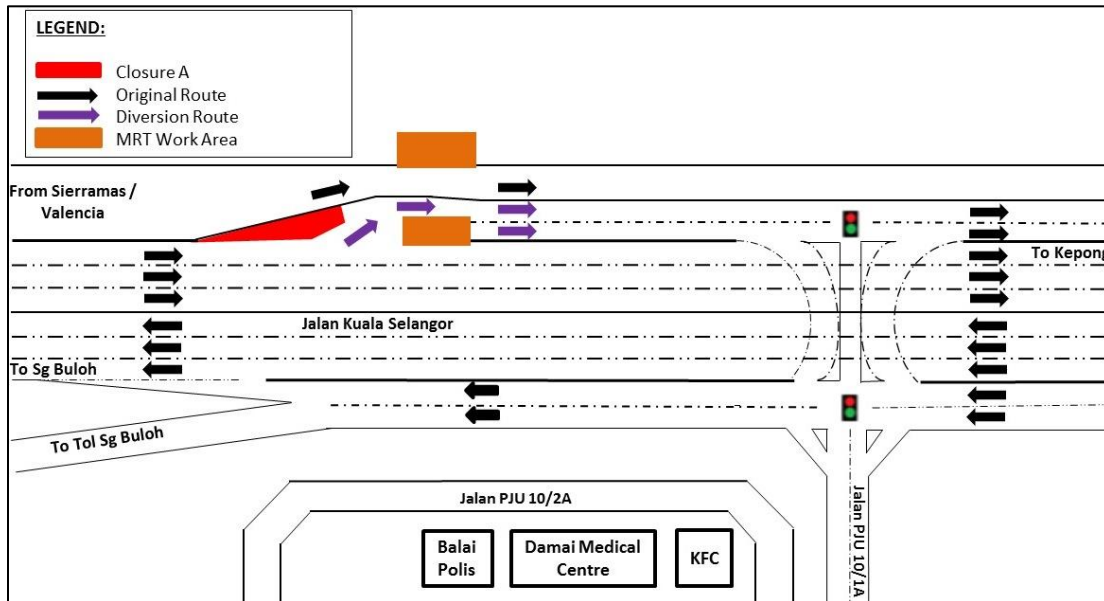 LEGEND:
Closure A
Original Route
Diversion Route
MRT Work Area
From Sierramas /
Valencia
To Kepong
Jalan Kuala Selangor
To Sg Buloh
To Tol Sg Buloh
Jalan PJU 10/2A
Jalan PJU 10/1A
Balai
Polis
Damai Medical
Centre
KFC